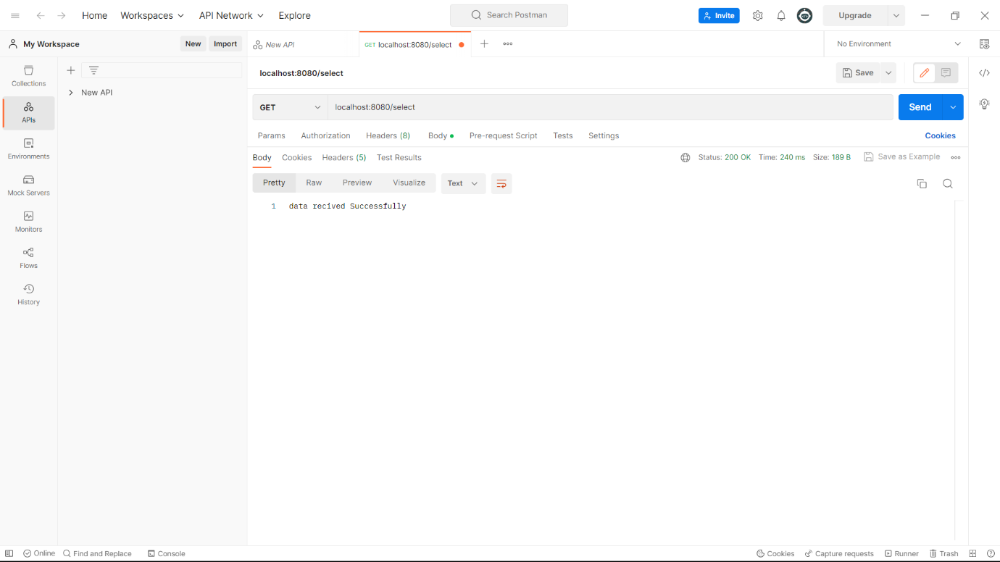 Home Workspaces API Network Explore Search Postman Invite Upgrade
My Workspace New Import New API GET localhost:8080/select No Environment
Collections
APIs
Environments
Mock Servers
Monitors
Flows
History
New API
localhost:8080/select Save
GET localhost:8080/select Send
Params Authorization Headers (8) Body Pre-request Script Tests Settings Cookies
Body Cookies Headers (5) Test Results Status: 200 OK Time: 240 ms Size: 189 B Save as Example
Pretty Raw Preview Visualize Text
1 data recived Successfully
Online Find and Replace Console Cookies Capture requests Runner Trash